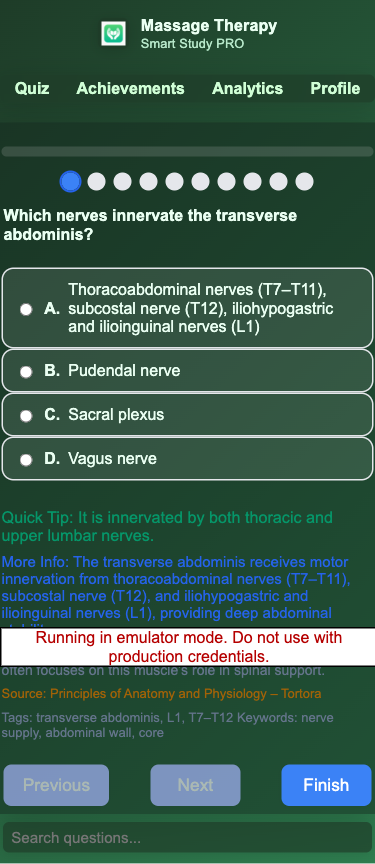 Massage Therapy
Smart Study PRO
Quiz Achievements Analytics Profile
Which nerves innervate the transverse
abdominis?
A. Thoracoabdominal nerves (T7–T11),
subcostal nerve (T12), iliohypogastric
and ilioinguinal nerves (L1)
B. Pudendal nerve
C. Sacral plexus
D. Vagus nerve
Quick Tip: It is innervated by both thoracic and
upper lumbar nerves.
More Info: The transverse abdominis receives motor
innervation from thoracoabdominal nerves (T7–T11),
subcostal nerve (T12), and iliohypogastric and
ilioinguinal nerves (L1), providing deep abdominal
Running in emulator mode. Do not use with
production credentials.
often focuses on this muscle's role in spinal support.
Source: Principles of Anatomy and Physiology – Tortora
Tags: transverse abdominis, L1, T7–T12 Keywords: nerve
supply, abdominal wall, core
Previous Next Finish
Search questions...